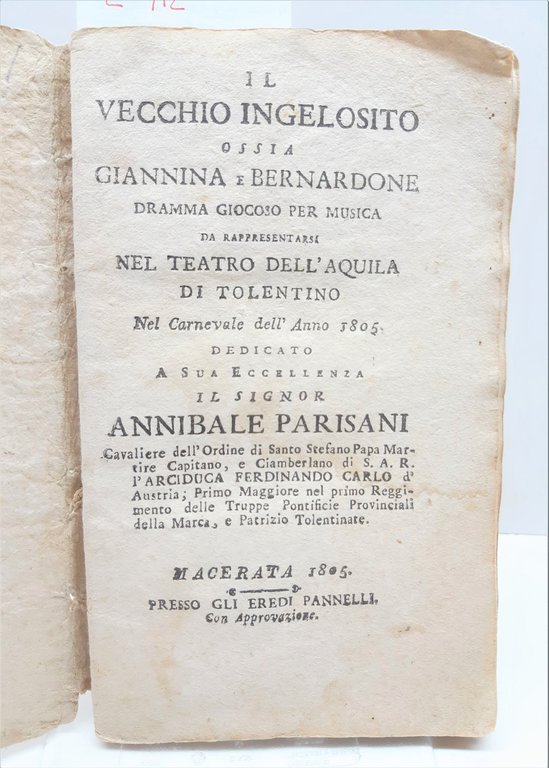 IL
VECCHIO INGELOSITO
OSSIA
GIANNINA E BERNARDONE
DRAMMA GIOCOSO PER MUSICA
DA RAPPRESENTARSI
NEL TEATRO DELL'AQUILA
DI TOLENTINO
Nel Carnevale dell' Anno 1805.
DEDICATO
A SUA ECCELLENZA
IL SIGNOR
ANNIBALE PARISANI
Cavaliere dell'Ordine di Santo Stefano Papa Mar-
tire Capitano, e Ciamberlano di S. A. R.
l'ARCIDUCA FERDINANDO CARLO d'
Austria; Primo Maggiore nel primo Reggi-
mento delle Truppe Pontificie Provinciali
della Marca, e Patrizio Tolentinate.
MACERATA 1805.
PRESSO GLI EREDI PANNELLI.
Con Approvazione.